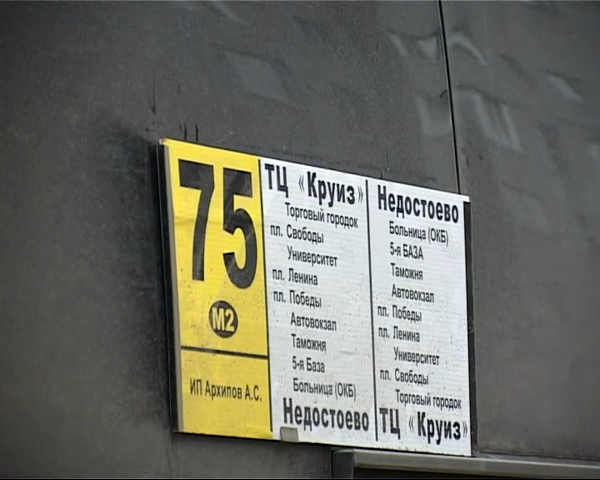 75
М2
ИП Архипов А.С.
ТЦ «Круиз»
Торговый городок
пл. Свободы
Университет
пл. Ленина
пл. Победы
Автовокзал
Таможня
5-я База
Больница (ОКБ)
Недостоево
Недостоево
Больница (ОКБ)
5-я БАЗА
Таможня
Автовокзал
пл. Победы
пл. Ленина
Университет
пл. Свободы
Торговый городок
ТЦ «Круиз»